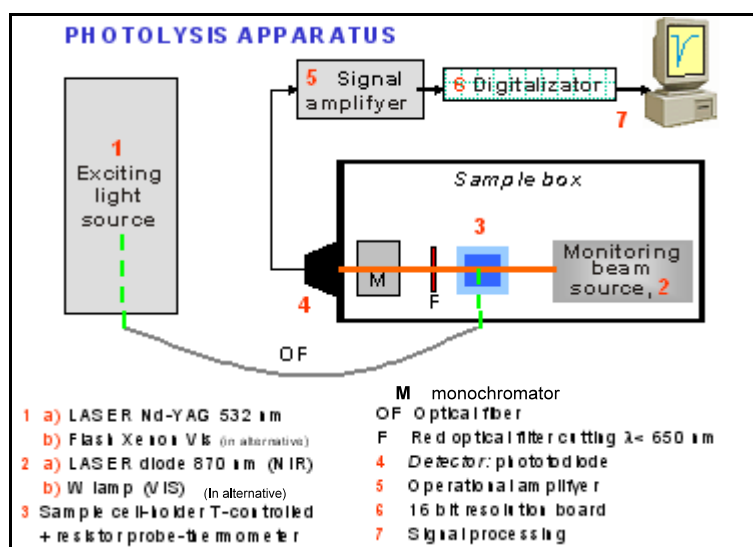 PHOTOLYSIS APPARATUS
5 Signal
amplifyer
6 Digitalizator
7
1
Exciting
light
source
Sample box
3
Monitoring
beam
source, 2
M
F
4
OF
1 a) LASER Nd-YAG 532 nm
b) Flash Xenon Vis (in alternative)
2 a) LASER diode 870 nm (NIR)
b) W lamp (VIS) (In alternative)
3 Sample cell-holder T-controlled
+ resistor probe-thermometer
M monochromator
OF Optical fiber
F Red optical filter cutting λ< 650 nm
4 Detector: phototodiode
5 Operational amplifyer
6 16 bit resolution board
7 Signal processing